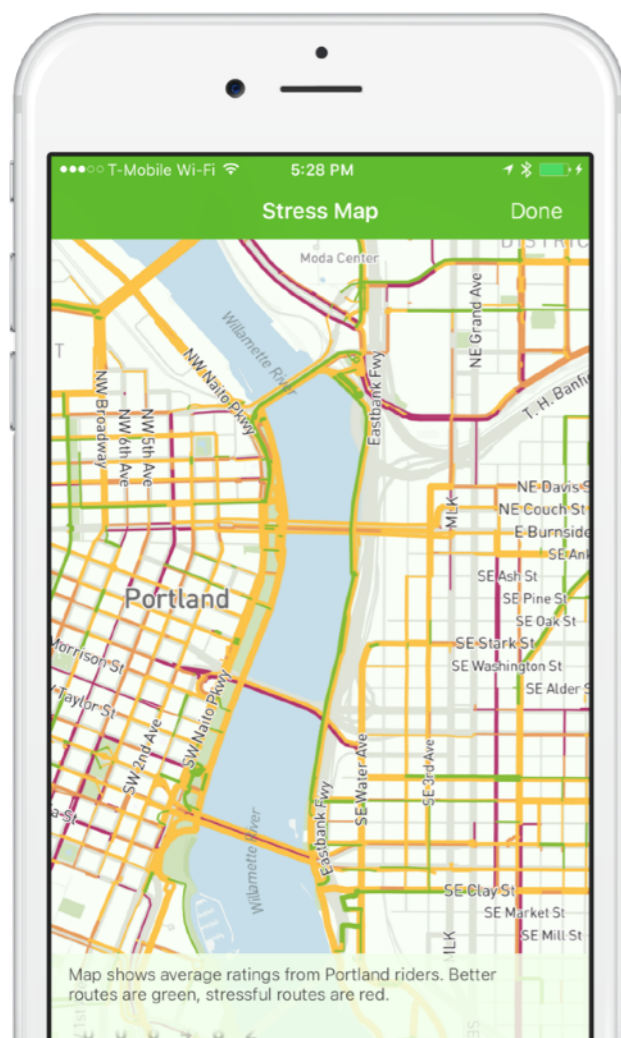 T-Mobile Wi-Fi 5:28 PM
Stress Map Done
DISTRIC
Moda Center
Willamette River
NE Grand Ave
T
NW Naito Pkwy
Eastbank Fwy
T. H. Banfi
NW Broadway
NW 6th Ave
NW 5th Ave
NE Davis S
MLK
NE Couch St
E Burnside
SE Ank
SE Ash St
Portland
SE Pine St
SE Oak St
Morrison St
SE Stark St
SE Washington St
Taylor St
SE Alder S
SW Naito Pkwy
SW 2nd Ave
SE Water Ave
SE 3rd Ave
a St
Eastbank Fwy
Willamette River
SE Clay St
SE Market St
MLK
SE Mill St
Map shows average ratings from Portland riders. Better
routes are green, stressful routes are red.